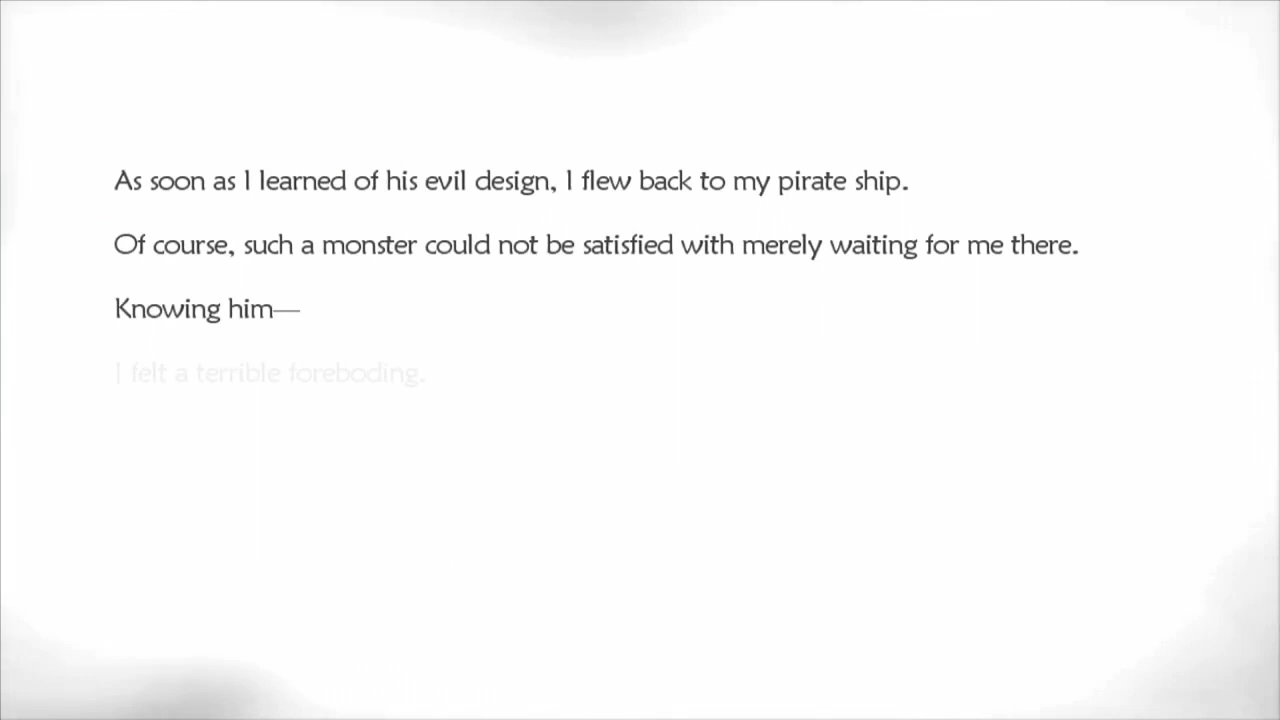 As soon as I learned of his evil design, I flew back to my pirate ship.
Of course, such a monster could not be satisfied with merely waiting for me there.
Knowing him—
I felt a terrible foreboding.